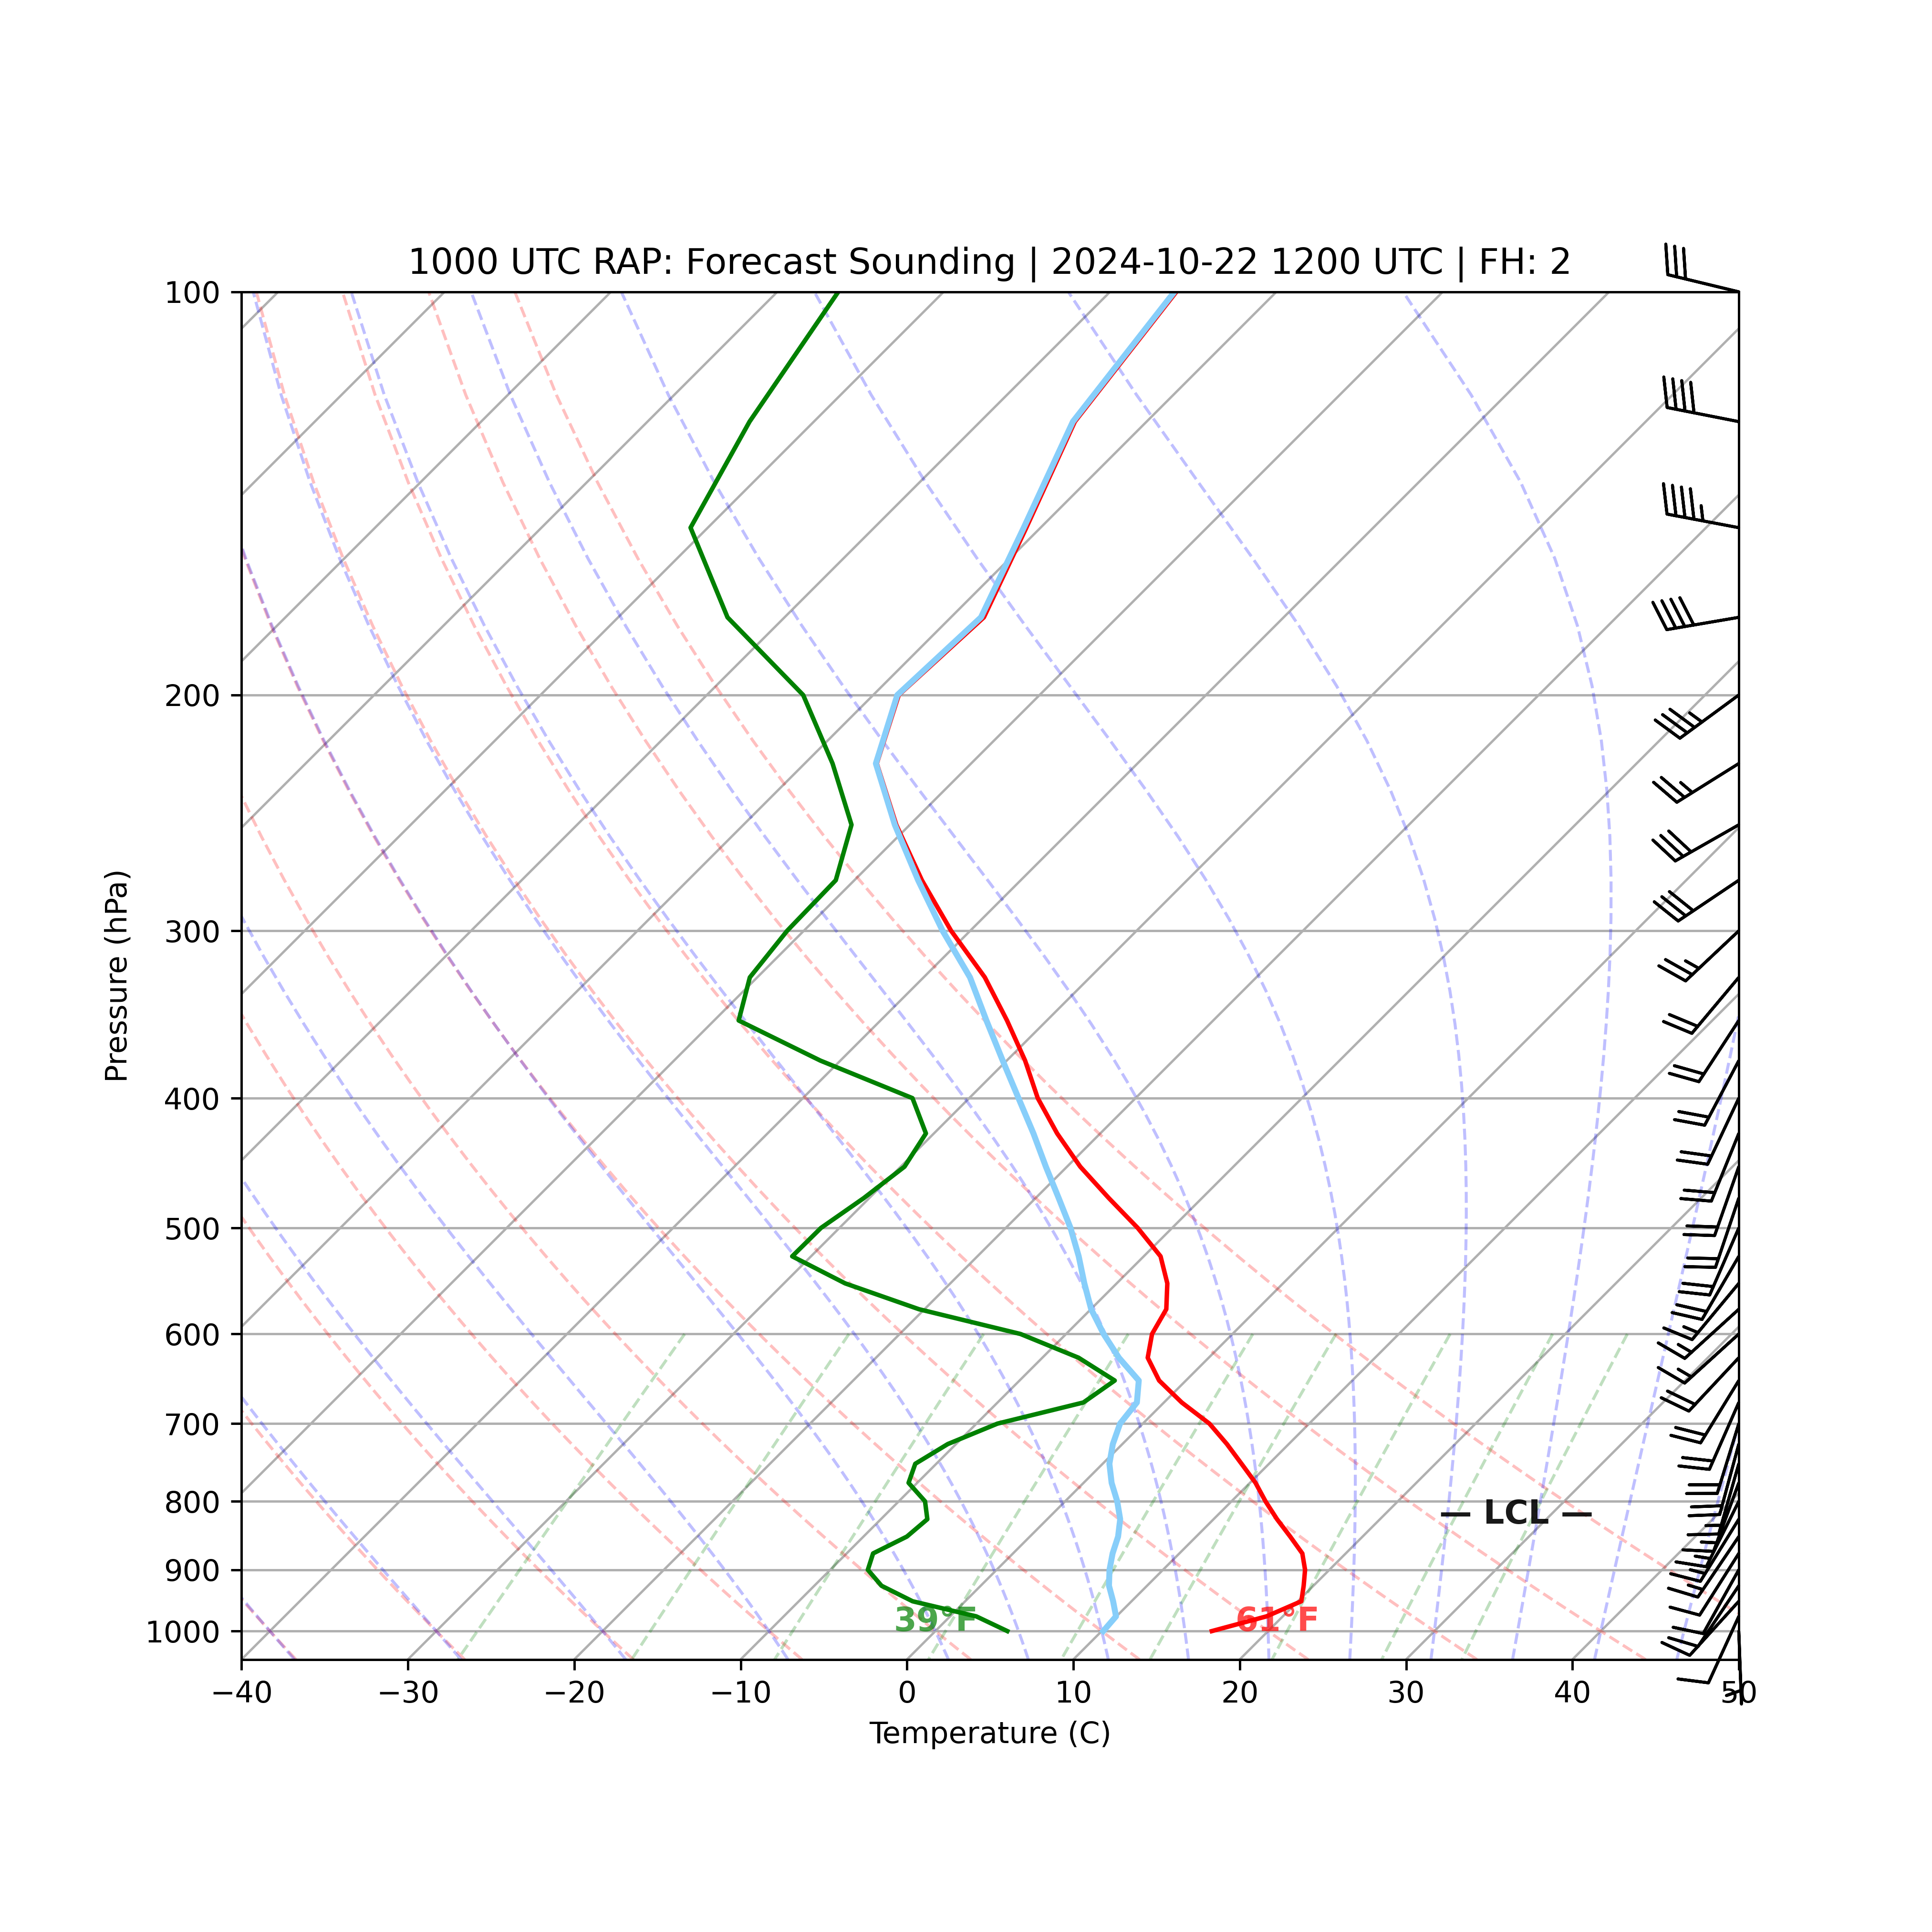 1000 UTC RAP: Forecast Sounding | 2024-10-22 1200 UTC | FH: 2
100
200
300
400
500
600
700
800
900
1000
Pressure (hPa)
— LCL —
39°F
61°F
−40 −30 −20 −10 0 10 20 30 40 50
Temperature (C)